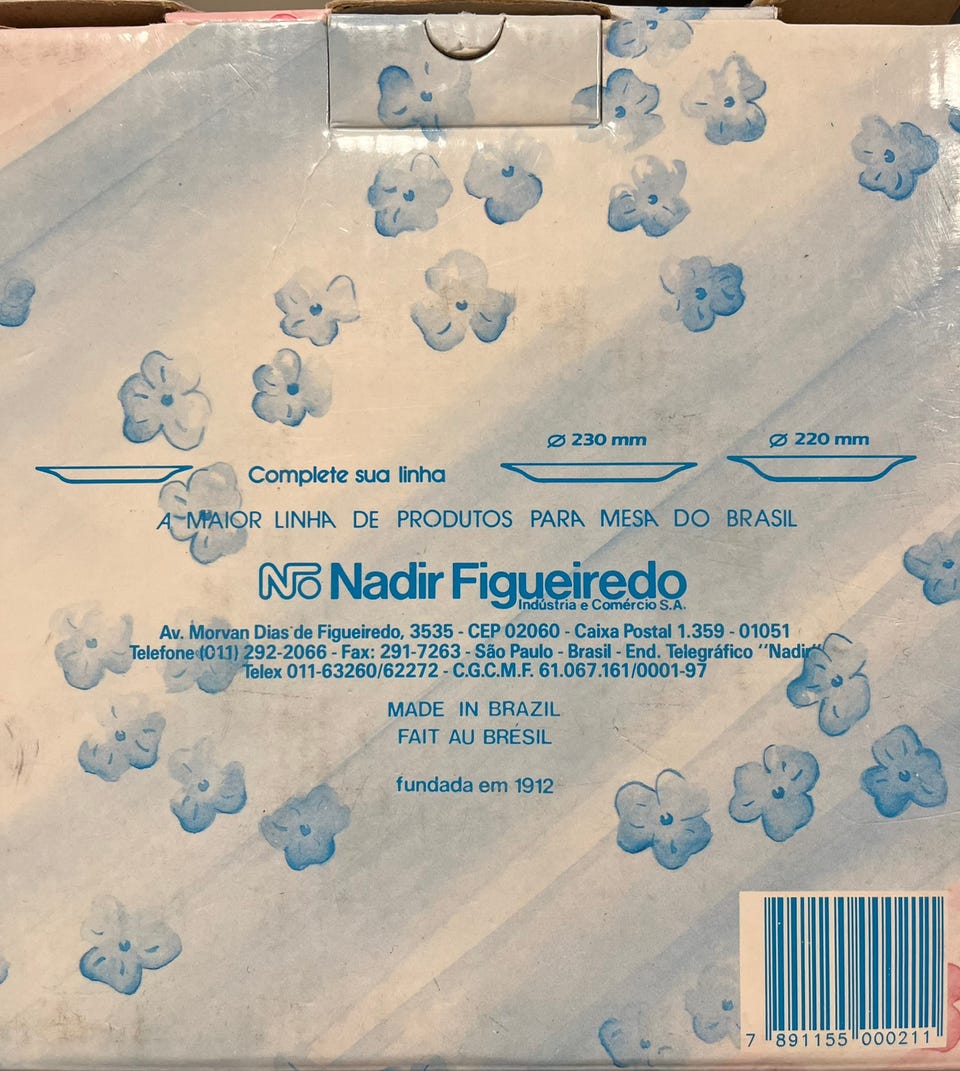 Ø 230 mm
Ø 220 mm
Complete sua linha
A MAIOR LINHA DE PRODUTOS PARA MESA DO BRASIL
NF Nadir Figueiredo
Indústria e Comércio S.A.
Av. Morvan Dias de Figueiredo, 3535 - CEP 02060 - Caixa Postal 1.359 - 01051
Telefone (011) 292-2066 - Fax: 291-7263 - São Paulo - Brasil - End. Telegráfico "Nadir"
Telex 011-63260/62272 - C.G.C.M.F. 61.067.161/0001-97
MADE IN BRAZIL
FAIT AU BRÉSIL
fundada em 1912
7 891155 000211